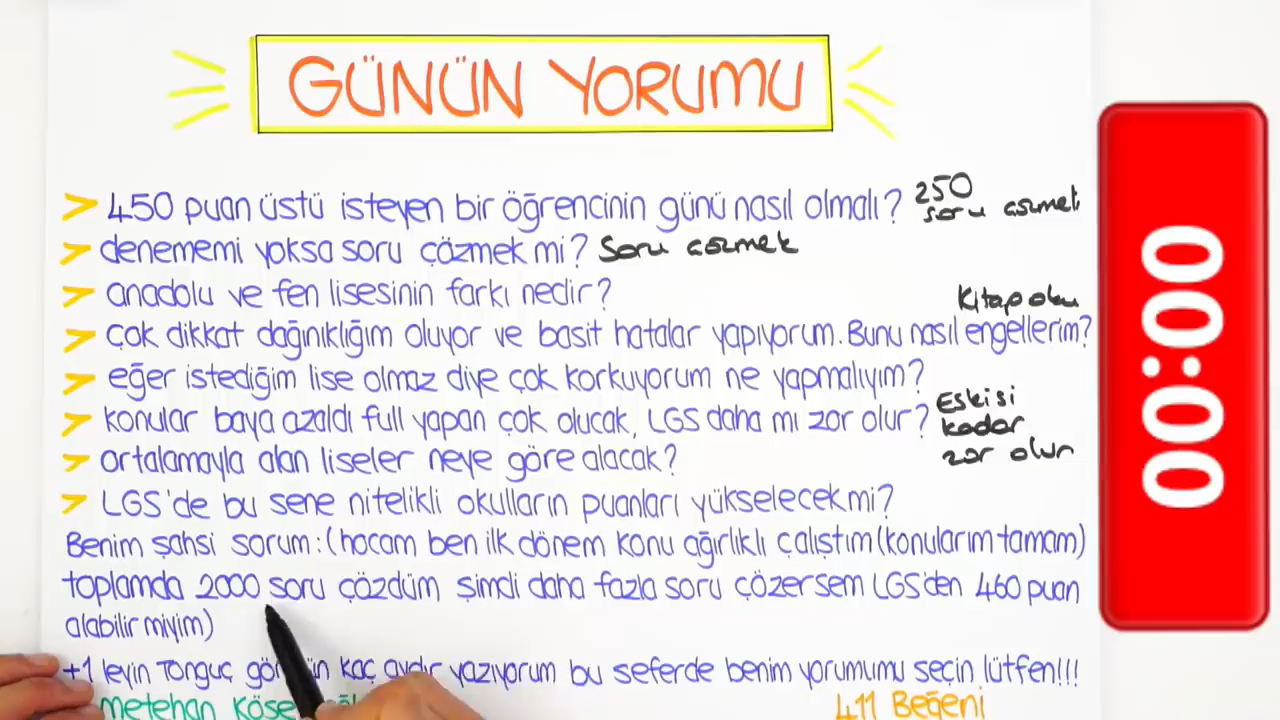 GÜNÜN YORUMU
> 450 puan üstü isteyen bir öğrencinin günü nasıl olmalı? 250 soru çözmeli
> denememi yoksa soru çözmek mi? Soru çözmek
> anadolu ve fen lisesinin farkı nedir?
Kitap oku
> çok dikkat dağınıklığım oluyor ve basit hatalar yapıyorum. Bunu nasıl engellerim?
> eğer istediğim lise olmaz diye çok korkuyorum ne yapmalıyım?
> konular baya azaldı full yapan çok olucak, LGS daha mı zor olur? Eskisi kadar zor olur
> ortalamayla alan liseler neye göre alacak?
> LGS'de bu sene nitelikli okulların puanları yükselecek mi?
Benim şahsi sorum:(hocam ben ilk dönem konu ağırlıklı çalıştım(konularım tamam)
toplamda 2000 soru çözdüm şimdi daha fazla soru çözersem LGS'den 460 puan
alabilir miyim)
+1 leyin Tonguç kaç aydır yazıyorum bu seferde benim yorumumu seçin lütfen!!!
metehan
411 Beğeni
00:00